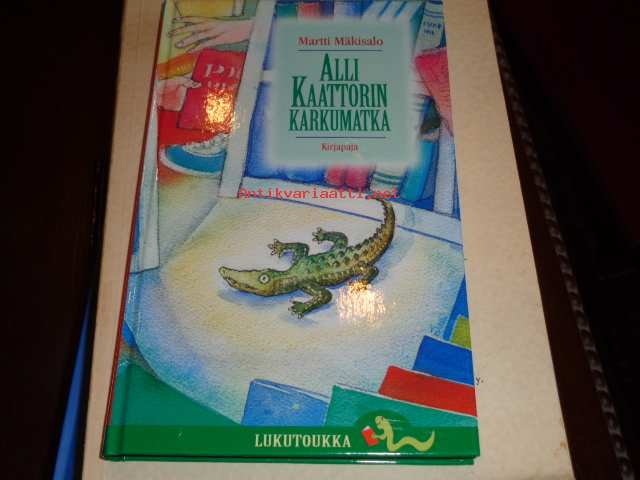 Martti Mäkisalo
ALLI
KAATTORIN
KARKUMATKA
Kirjapaja
Antikvariaatti.net
LUKUTOUKKA